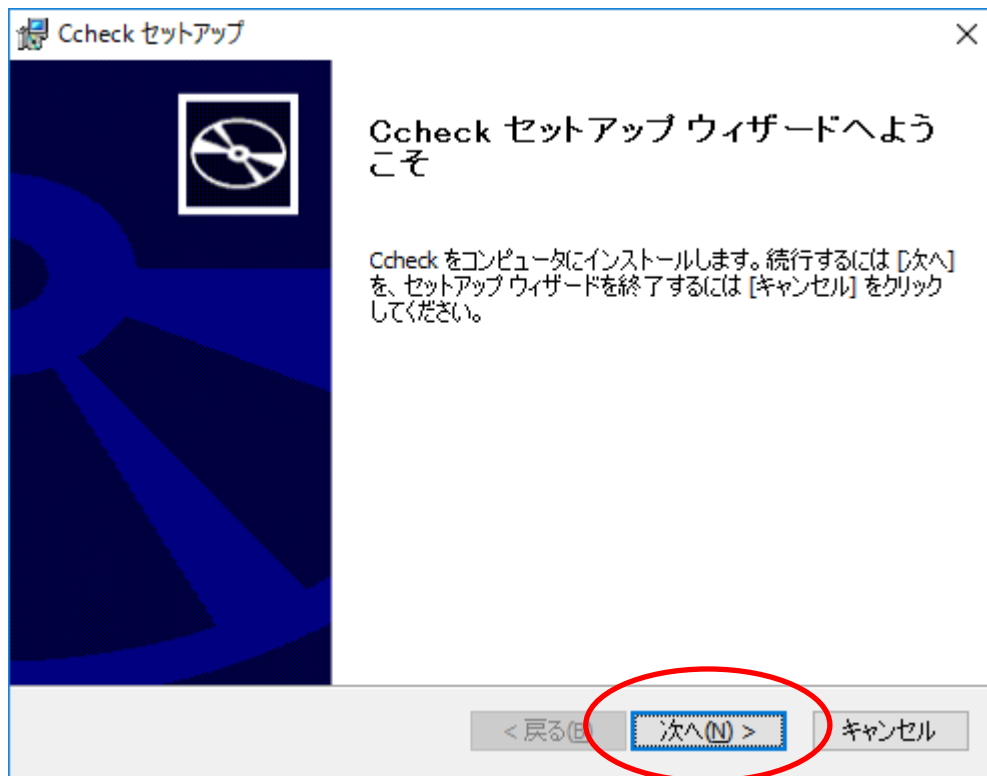 Ccheck セットアップ
Ccheck セットアップ ウィザードへよう
こそ
Ccheck をコンピュータにインストールします。続行するには [次へ]
を、セットアップ ウィザードを終了するには [キャンセル] をクリック
してください。
< 戻る(B)
次へ(N) >
キャンセル